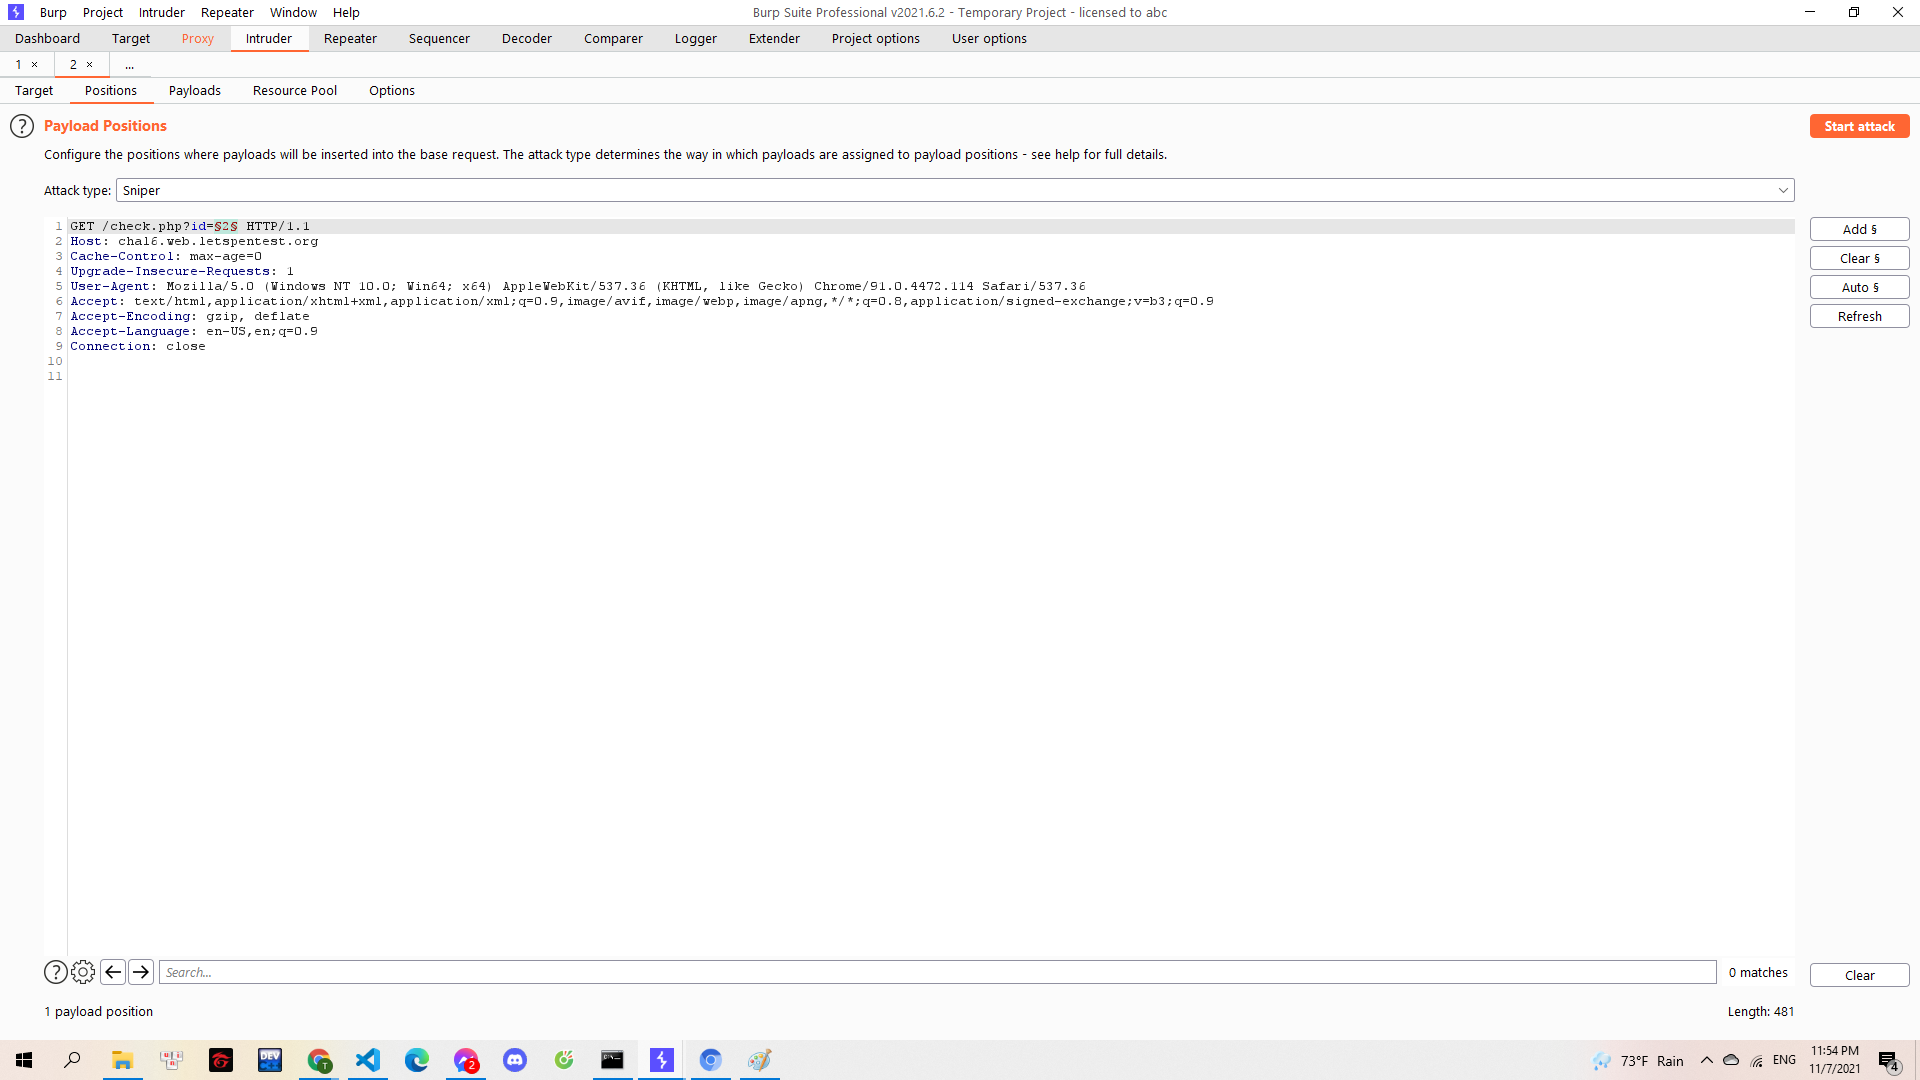 Burp Project Intruder Repeater Window Help
Burp Suite Professional v2021.6.2 - Temporary Project - licensed to abc
Dashboard Target Proxy Intruder Repeater Sequencer Decoder Comparer Logger Extender Project options User options
1 × 2 × ...
Target Positions Payloads Resource Pool Options
? Payload Positions
Start attack
Configure the positions where payloads will be inserted into the base request. The attack type determines the way in which payloads are assigned to payload positions - see help for full details.
Attack type: Sniper
1 GET /check.php?id=§2§ HTTP/1.1
2 Host: chal6.web.letspentest.org
3 Cache-Control: max-age=0
4 Upgrade-Insecure-Requests: 1
5 User-Agent: Mozilla/5.0 (Windows NT 10.0; Win64; x64) AppleWebKit/537.36 (KHTML, like Gecko) Chrome/91.0.4472.114 Safari/537.36
6 Accept: text/html,application/xhtml+xml,application/xml;q=0.9,image/avif,image/webp,image/apng,*/*;q=0.8,application/signed-exchange;v=b3;q=0.9
7 Accept-Encoding: gzip, deflate
8 Accept-Language: en-US,en;q=0.9
9 Connection: close
10
11
Add §
Clear §
Auto §
Refresh
? Search... 0 matches
Clear
1 payload position
Length: 481
DEV
T
2
73°F Rain
ENG
11:54 PM
11/7/2021
4